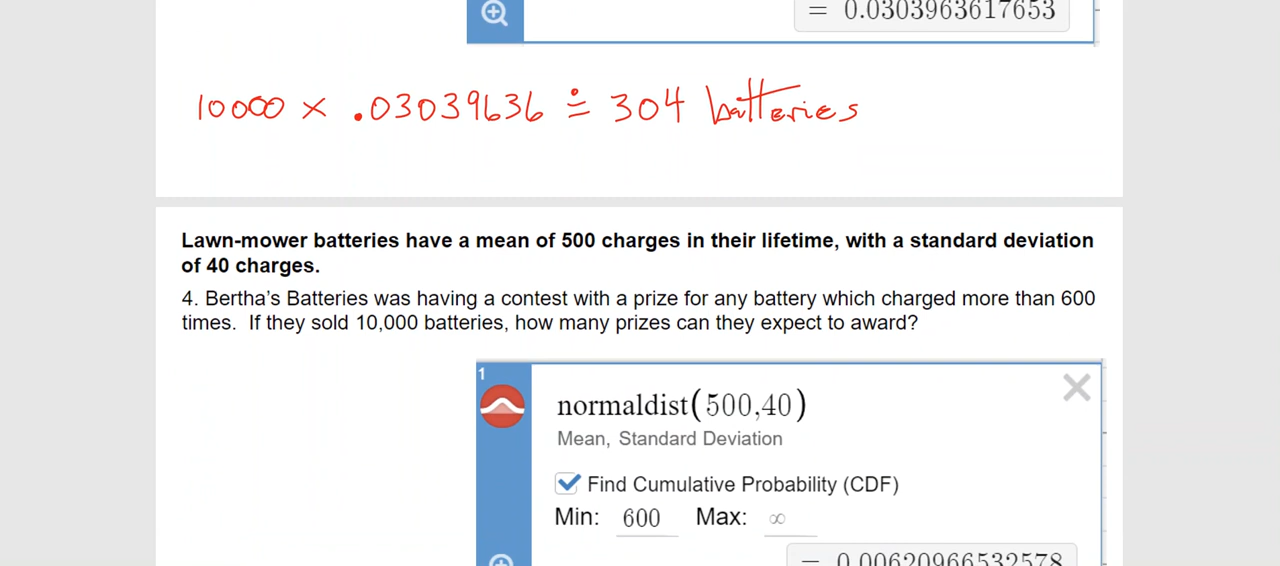 = 0.0303963617653
10000 × .03039636 ≐ 304 batteries
Lawn-mower batteries have a mean of 500 charges in their lifetime, with a standard deviation
of 40 charges.
4. Bertha's Batteries was having a contest with a prize for any battery which charged more than 600
times.  If they sold 10,000 batteries, how many prizes can they expect to award?
1
normaldist(500,40)
Mean, Standard Deviation
Find Cumulative Probability (CDF)
Min: 600 Max: ∞
= 0.00620966532578